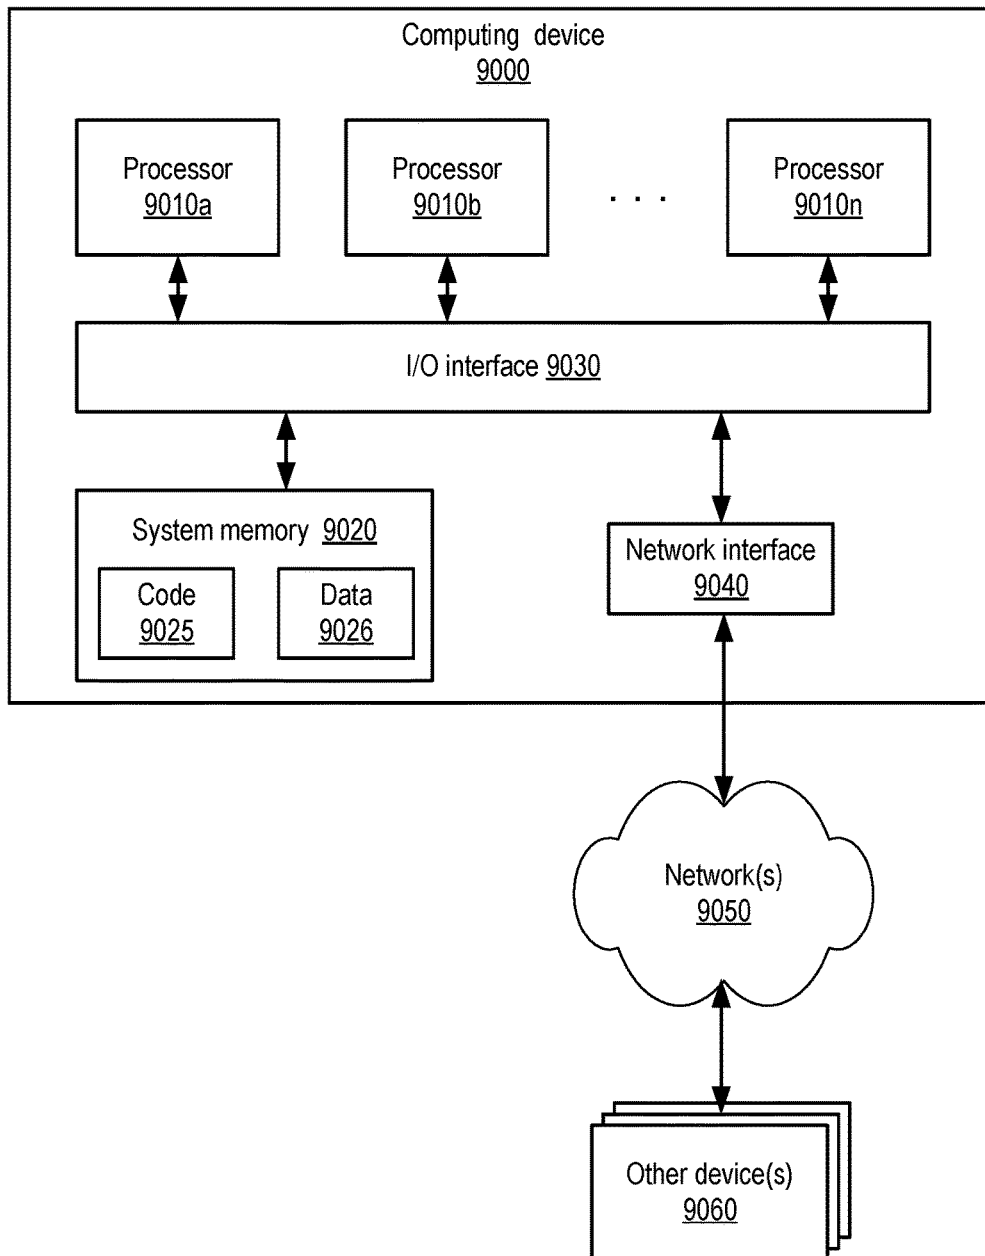 Computing device
9000
Processor
9010a
Processor
9010b
. . .
Processor
9010n
I/O interface 9030
System memory 9020
Code
9025
Data
9026
Network interface
9040
Network(s)
9050
Other device(s)
9060